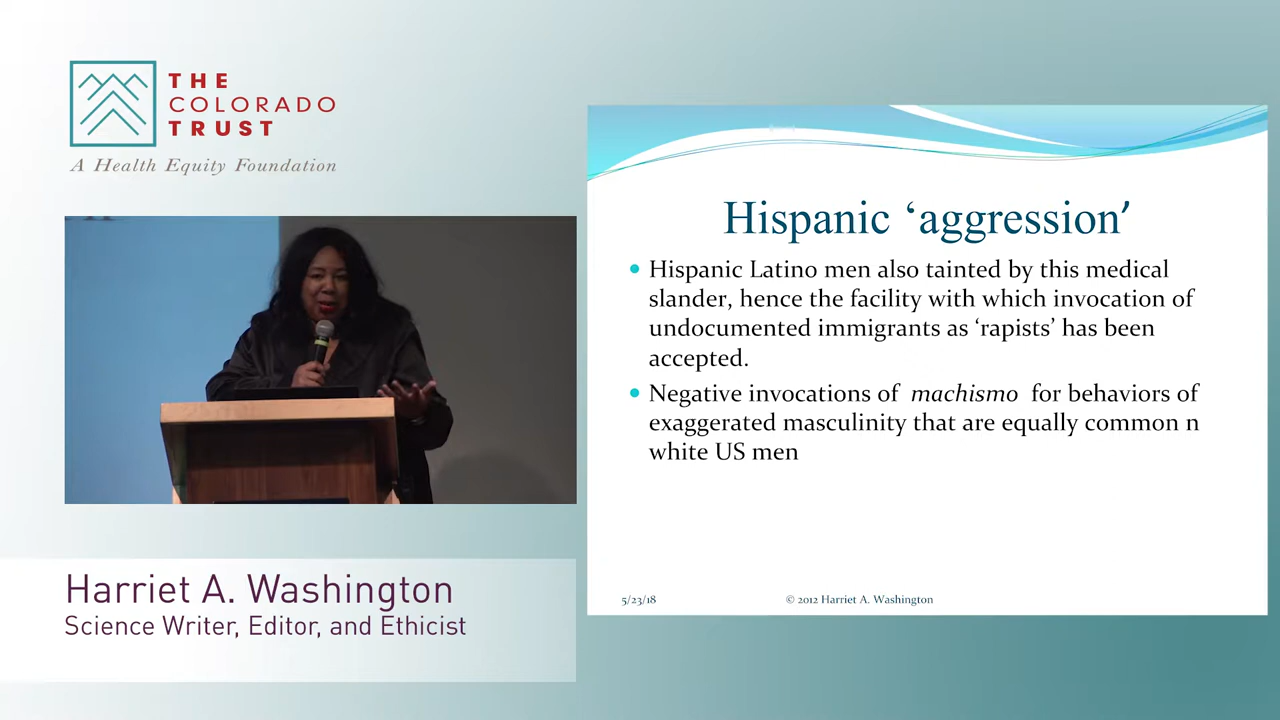 THE
COLORADO
TRUST
A Health Equity Foundation
Hispanic ‘aggression’
• Hispanic Latino men also tainted by this medical
slander, hence the facility with which invocation of
undocumented immigrants as ‘rapists’ has been
accepted.
• Negative invocations of machismo for behaviors of
exaggerated masculinity that are equally common n
white US men
5/23/18
© 2012 Harriet A. Washington
Harriet A. Washington
Science Writer, Editor, and Ethicist